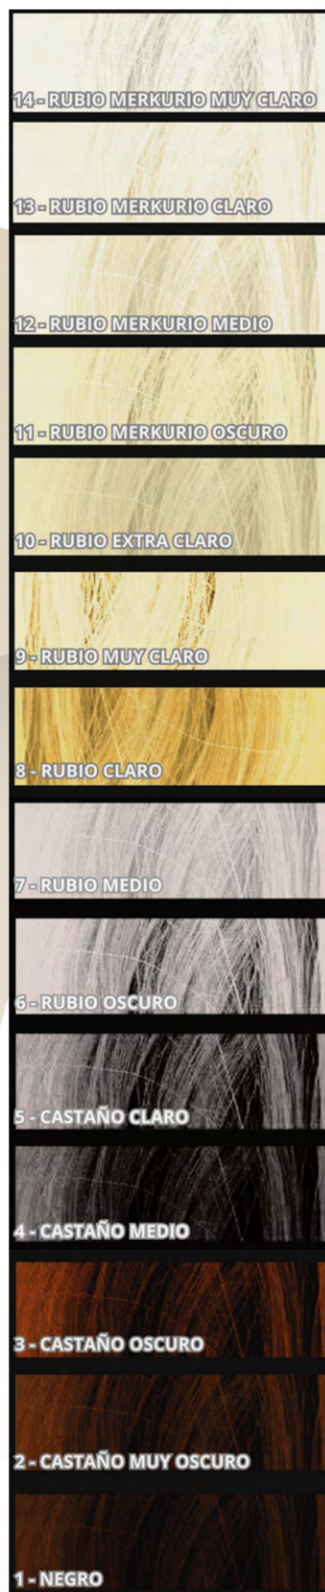 14 - RUBIO MERKURIO MUY CLARO
13 - RUBIO MERKURIO CLARO
12 - RUBIO MERKURIO MEDIO
11 - RUBIO MERKURIO OSCURO
10 - RUBIO EXTRA CLARO
9 - RUBIO MUY CLARO
8 - RUBIO CLARO
7 - RUBIO MEDIO
6 - RUBIO OSCURO
5 - CASTAÑO CLARO
4 - CASTAÑO MEDIO
3 - CASTAÑO OSCURO
2 - CASTAÑO MUY OSCURO
1 - NEGRO